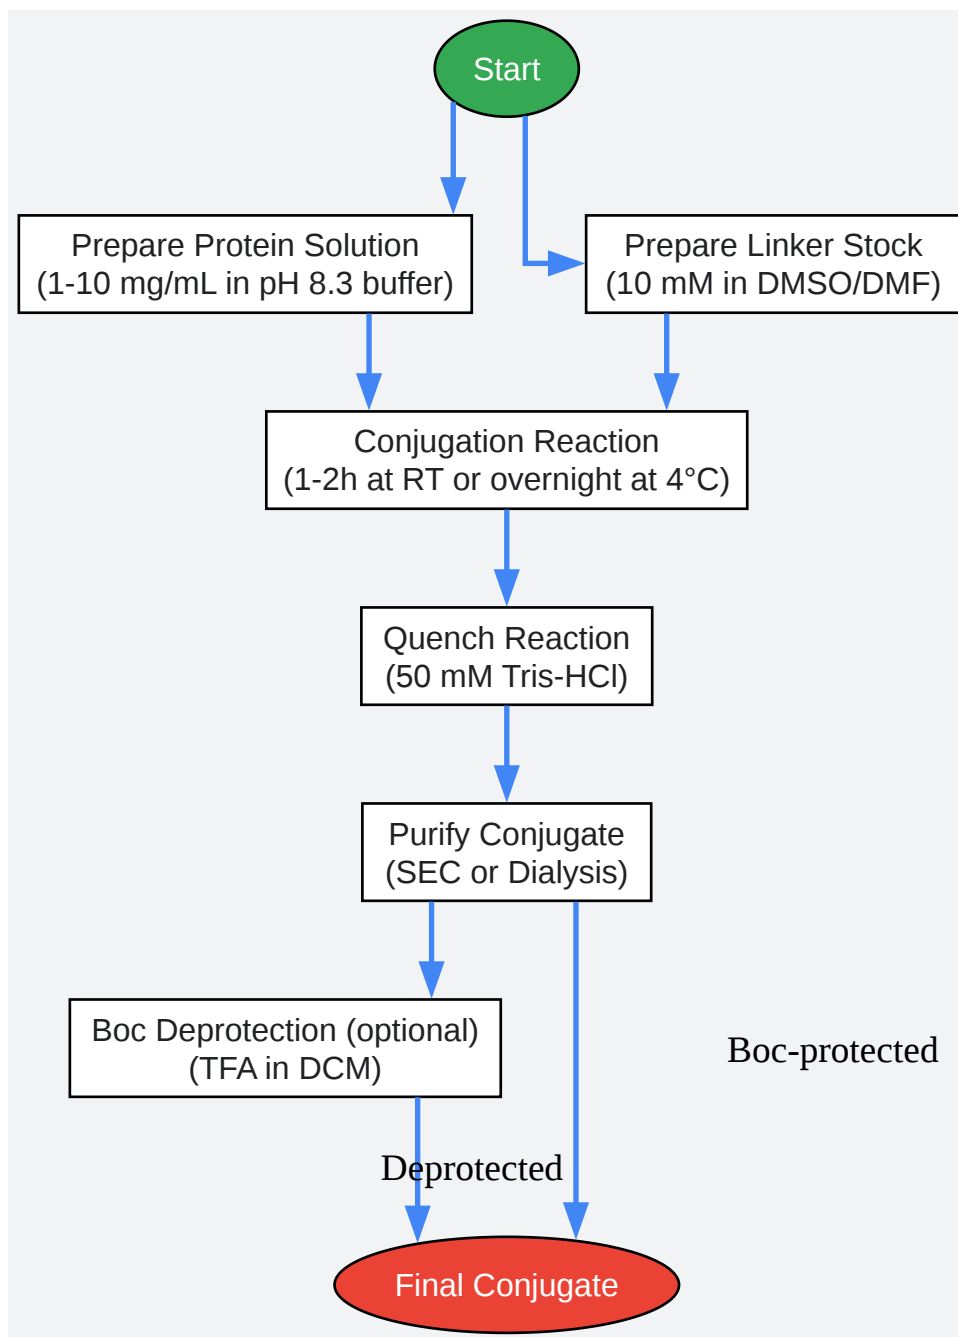 Start
Prepare Protein Solution
(1-10 mg/mL in pH 8.3 buffer)
Prepare Linker Stock
(10 mM in DMSO/DMF)
Conjugation Reaction
(1-2h at RT or overnight at 4°C)
Quench Reaction
(50 mM Tris-HCl)
Purify Conjugate
(SEC or Dialysis)
Boc Deprotection (optional)
(TFA in DCM)
Boc-protected
Deprotected
Final Conjugate